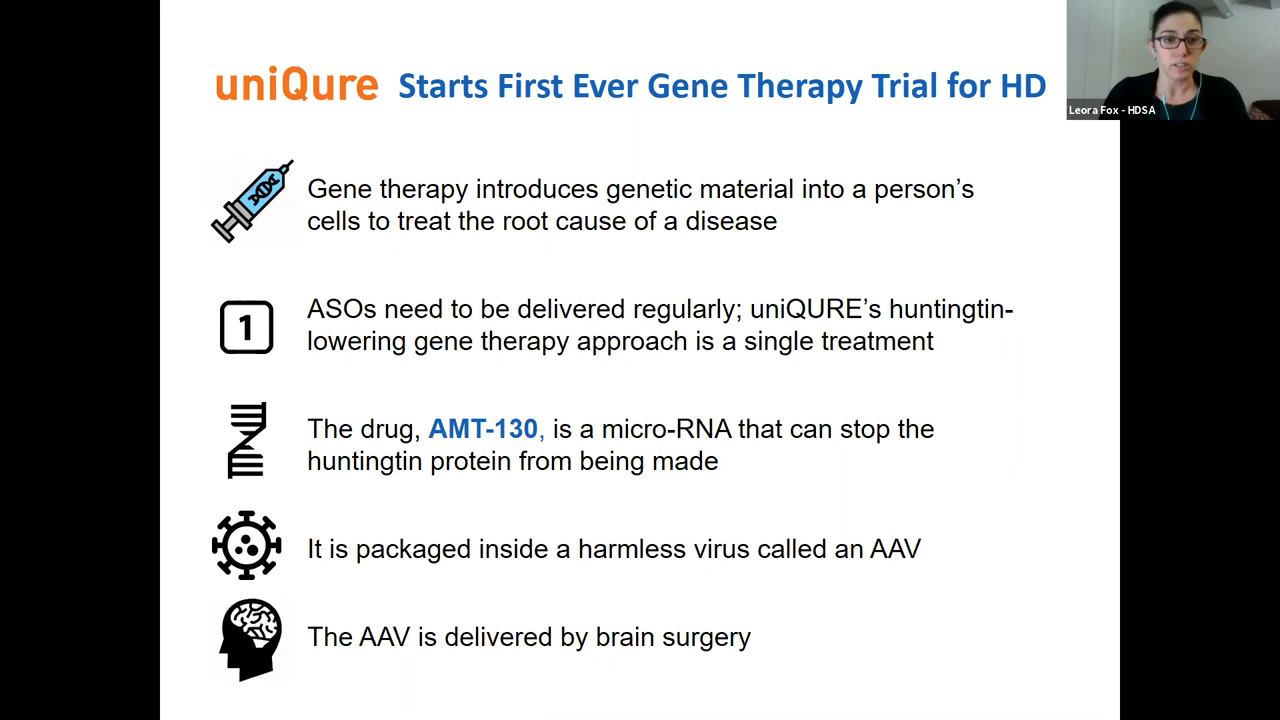 uniQure Starts First Ever Gene Therapy Trial for HD
Leora Fox - HDSA
Gene therapy introduces genetic material into a person's
cells to treat the root cause of a disease
1
ASOs need to be delivered regularly; uniQURE's huntingtin-
lowering gene therapy approach is a single treatment
The drug, AMT-130, is a micro-RNA that can stop the
huntingtin protein from being made
It is packaged inside a harmless virus called an AAV
The AAV is delivered by brain surgery